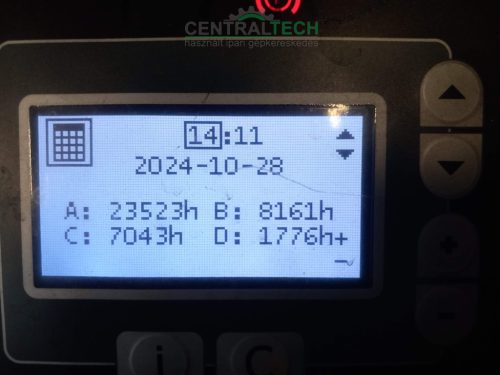 CENTRALTECH
használt ipari gépkereskedés
14:11
2024-10-28
A: 23523h B: 8161h
C: 7043h D: 1776h+
i C
+
-